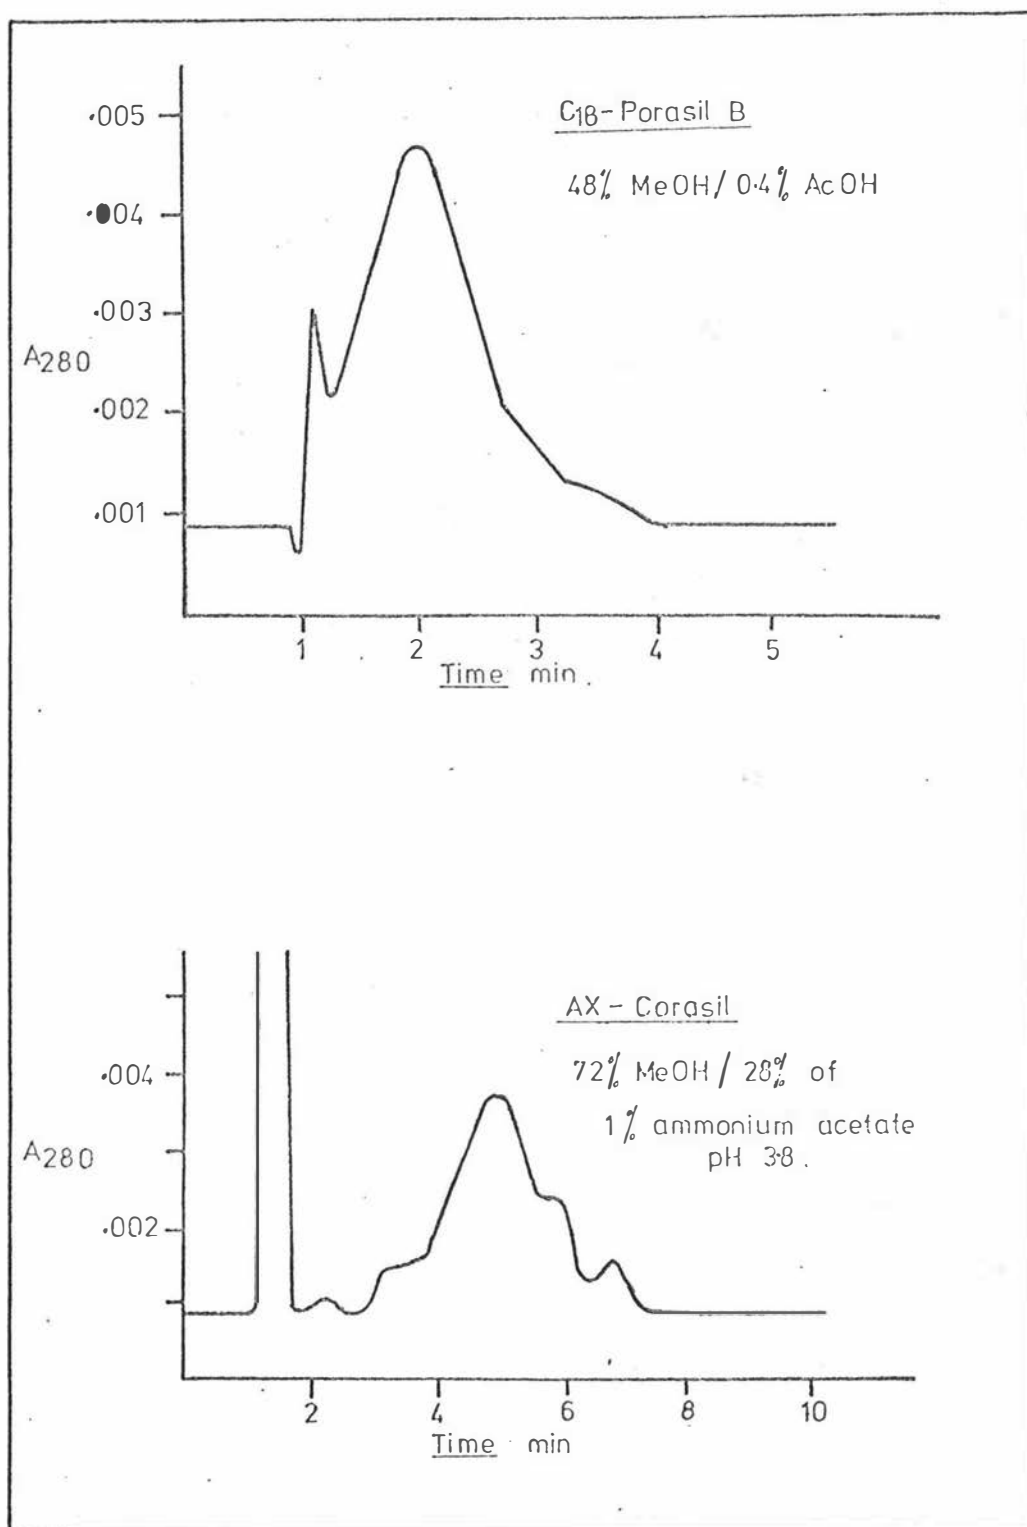 C18-Porasil B
48% MeOH/0.4% AcOH
.005
.004
.003
A280
.002
.001
1 2 3 4 5
Time min.
AX-Corasil
72% MeOH/28% of
1% ammonium acetate
pH 3.8.
.004
A280
.002
2 4 6 8 10
Time min